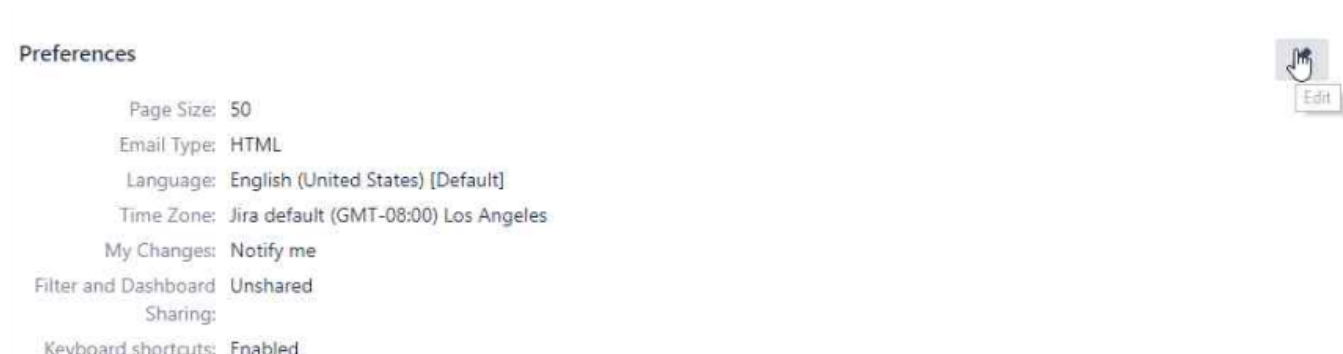 Preferences
Edit
Page Size: 50
Email Type: HTML
Language: English (United States) [Default]
Time Zone: Jira default (GMT-08:00) Los Angeles
My Changes: Notify me
Filter and Dashboard Unshared
Sharing:
Keyboard shortcuts: Enabled